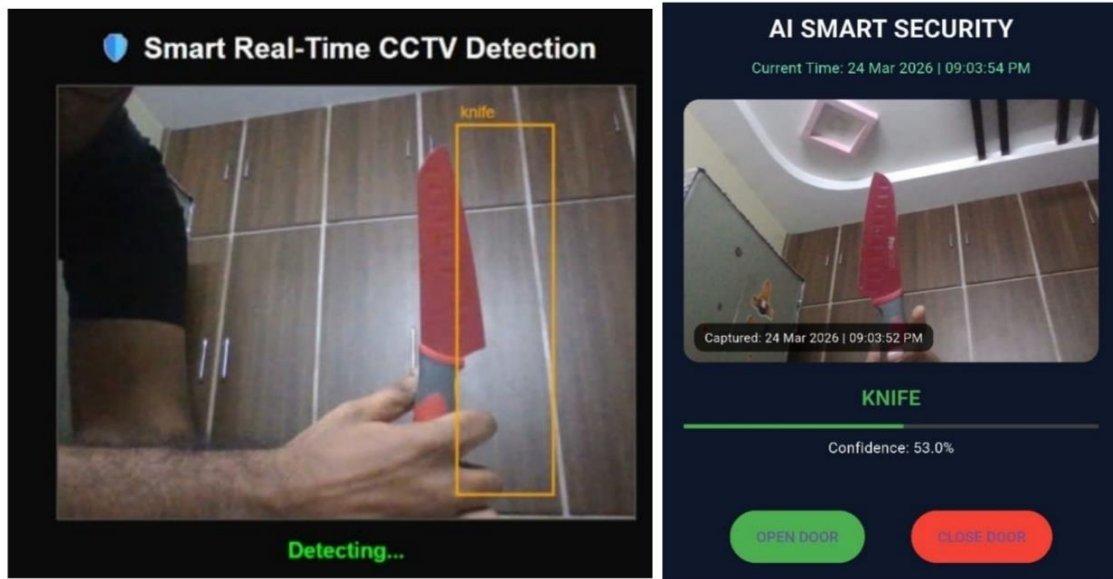 Smart Real-Time CCTV Detection
knife
Detecting...
AI SMART SECURITY
Current Time: 24 Mar 2026 | 09:03:54 PM
Captured: 24 Mar 2026 | 09:03:52 PM
KNIFE
Confidence: 53.0%
OPEN DOOR
CLOSE DOOR